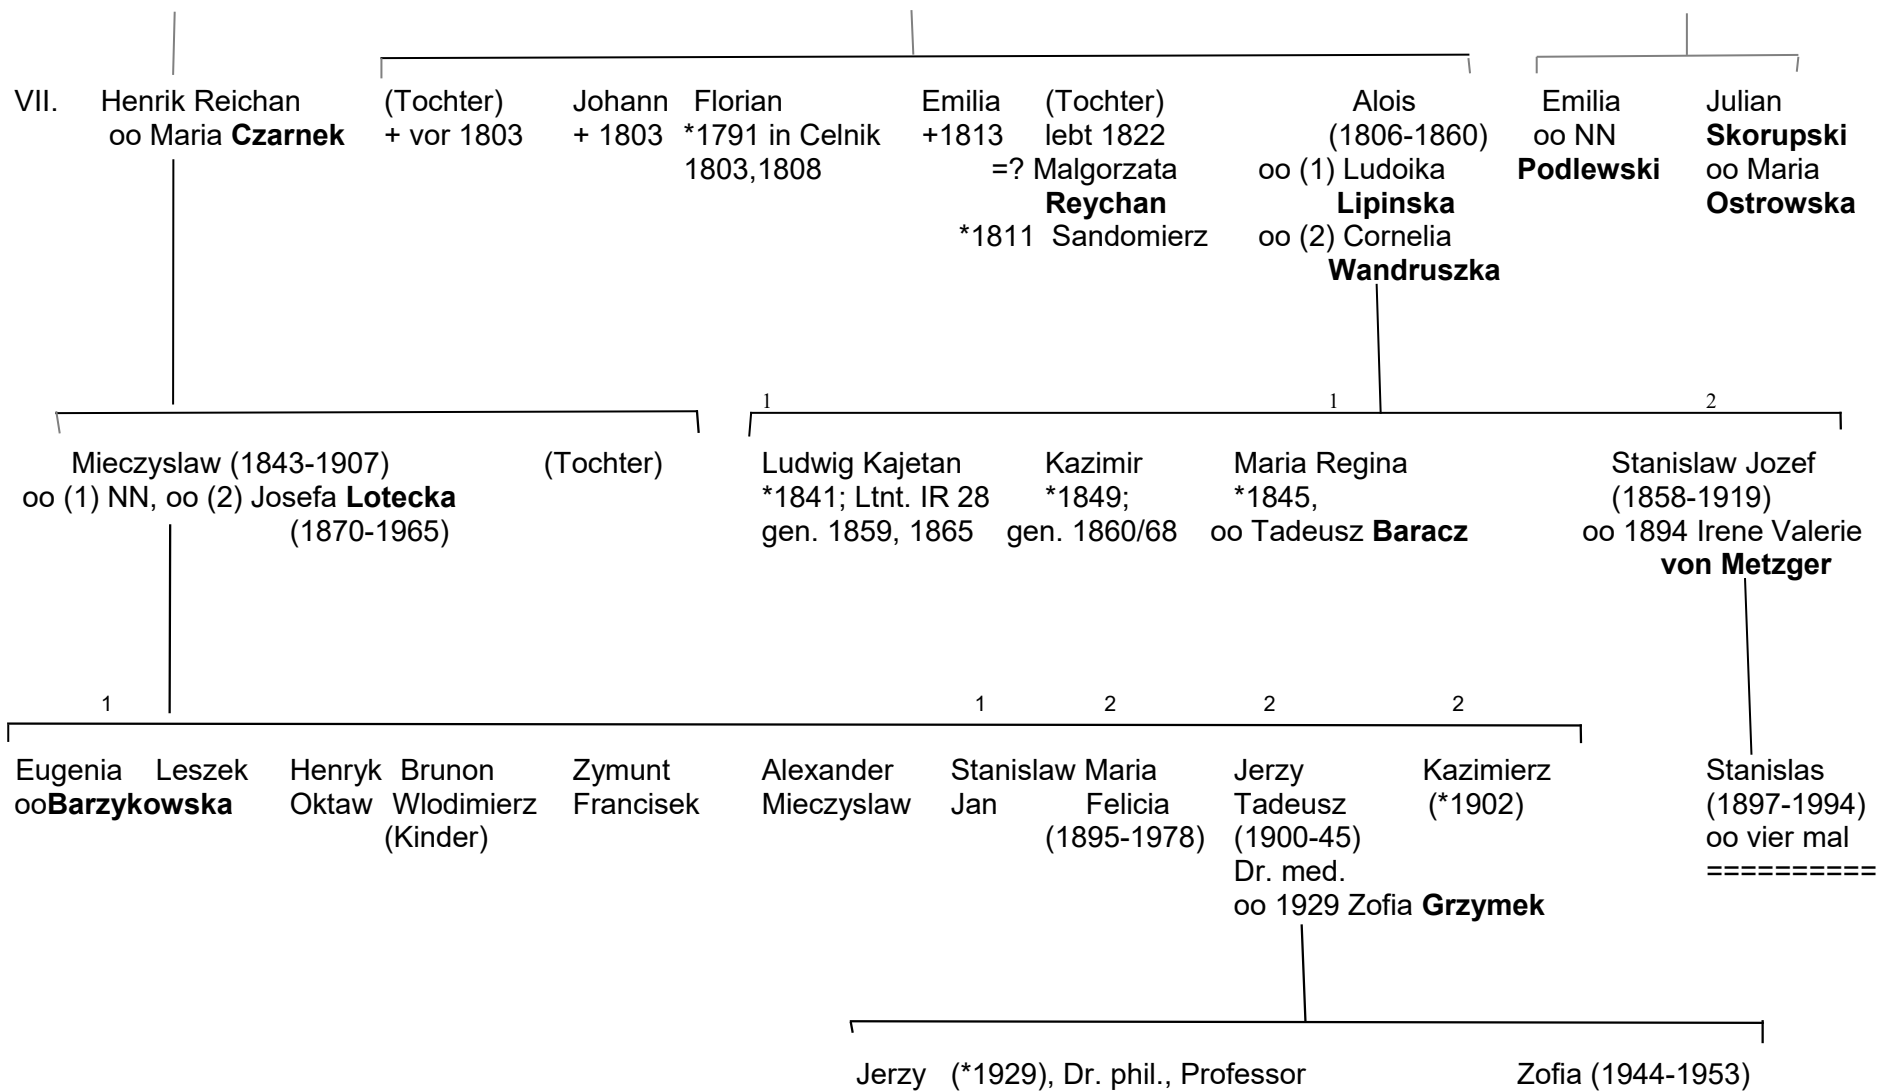 VII. Henrik Reichan (Tochter) Johann Florian Emilia (Tochter) Alois Emilia Julian
oo Maria Czarnek + vor 1803 + 1803 *1791 in Celnik +1813 lebt 1822 (1806-1860) oo NN Skorupski
1803,1808 =? Malgorzata oo (1) Ludoika Podlewski oo Maria
Reychan Lipinska Ostrowska
*1811 Sandomierz oo (2) Cornelia
Wandruszka
1 1 2
Mieczyslaw (1843-1907) (Tochter) Ludwig Kajetan Kazimir Maria Regina Stanislaw Jozef
oo (1) NN, oo (2) Josefa Lotecka *1841; Ltnt. IR 28 *1849; *1845, (1858-1919)
(1870-1965) gen. 1859, 1865 gen. 1860/68 oo Tadeusz Baracz oo 1894 Irene Valerie
von Metzger
1 1 2 2 2
Eugenia Leszek Henryk Brunon Zymunt Alexander Stanislaw Maria Jerzy Kazimierz Stanislas
ooBarzykowska Oktaw Wlodimierz Francisek Mieczyslaw Jan Felicia Tadeusz (*1902) (1897-1994)
(Kinder) (1895-1978) (1900-45) oo vier mal
Dr. med. ==========
oo 1929 Zofia Grzymek
Jerzy (*1929), Dr. phil., Professor Zofia (1944-1953)